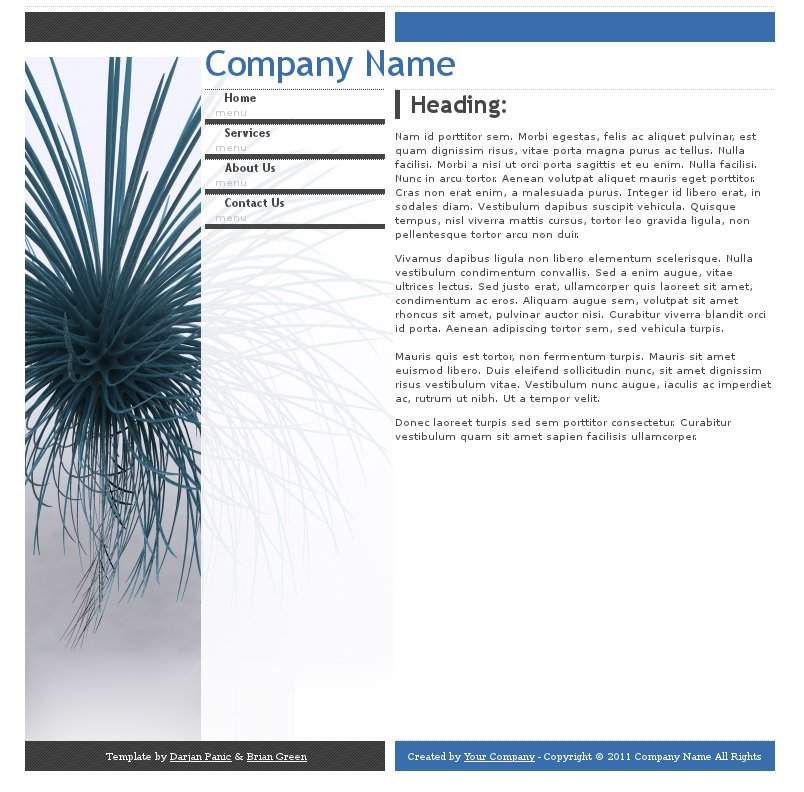 Company Name
Home
menu
Services
menu
About Us
menu
Contact Us
menu
Heading:
Nam id porttitor sem. Morbi egestas, felis ac aliquet pulvinar, est
quam dignissim risus, vitae porta magna purus ac tellus. Nulla
facilisi. Morbi a nisi ut orci porta sagittis et eu enim. Nulla facilisi.
Nunc in arcu tortor. Aenean volutpat aliquet mauris eget porttitor.
Cras non erat enim, a malesuada purus. Integer id libero erat, in
sodales diam. Vestibulum dapibus suscipit vehicula. Quisque
tempus, nisl viverra mattis cursus, tortor leo gravida ligula, non
pellentesque tortor arcu non dui.
Vivamus dapibus ligula non libero elementum scelerisque. Nulla
vestibulum condimentum convallis. Sed a enim augue, vitae
ultrices lectus. Sed justo erat, ullamcorper quis laoreet sit amet,
condimentum ac eros. Aliquam augue sem, volutpat sit amet
rhoncus sit amet, pulvinar auctor nisi. Curabitur viverra blandit orci
id porta. Aenean adipiscing tortor sem, sed vehicula turpis.
Mauris quis est tortor, non fermentum turpis. Mauris sit amet
euismod libero. Duis eleifend sollicitudin nunc, sit amet dignissim
risus vestibulum vitae. Vestibulum nunc augue, iaculis ac imperdiet
ac, rutrum ut nibh. Ut a tempor velit.
Donec laoreet turpis sed sem porttitor consectetur. Curabitur
vestibulum quam sit amet sapien facilisis ullamcorper.
Template by Darjan Panic & Brian Green
Created by Your Company - Copyright © 2011 Company Name All Rights